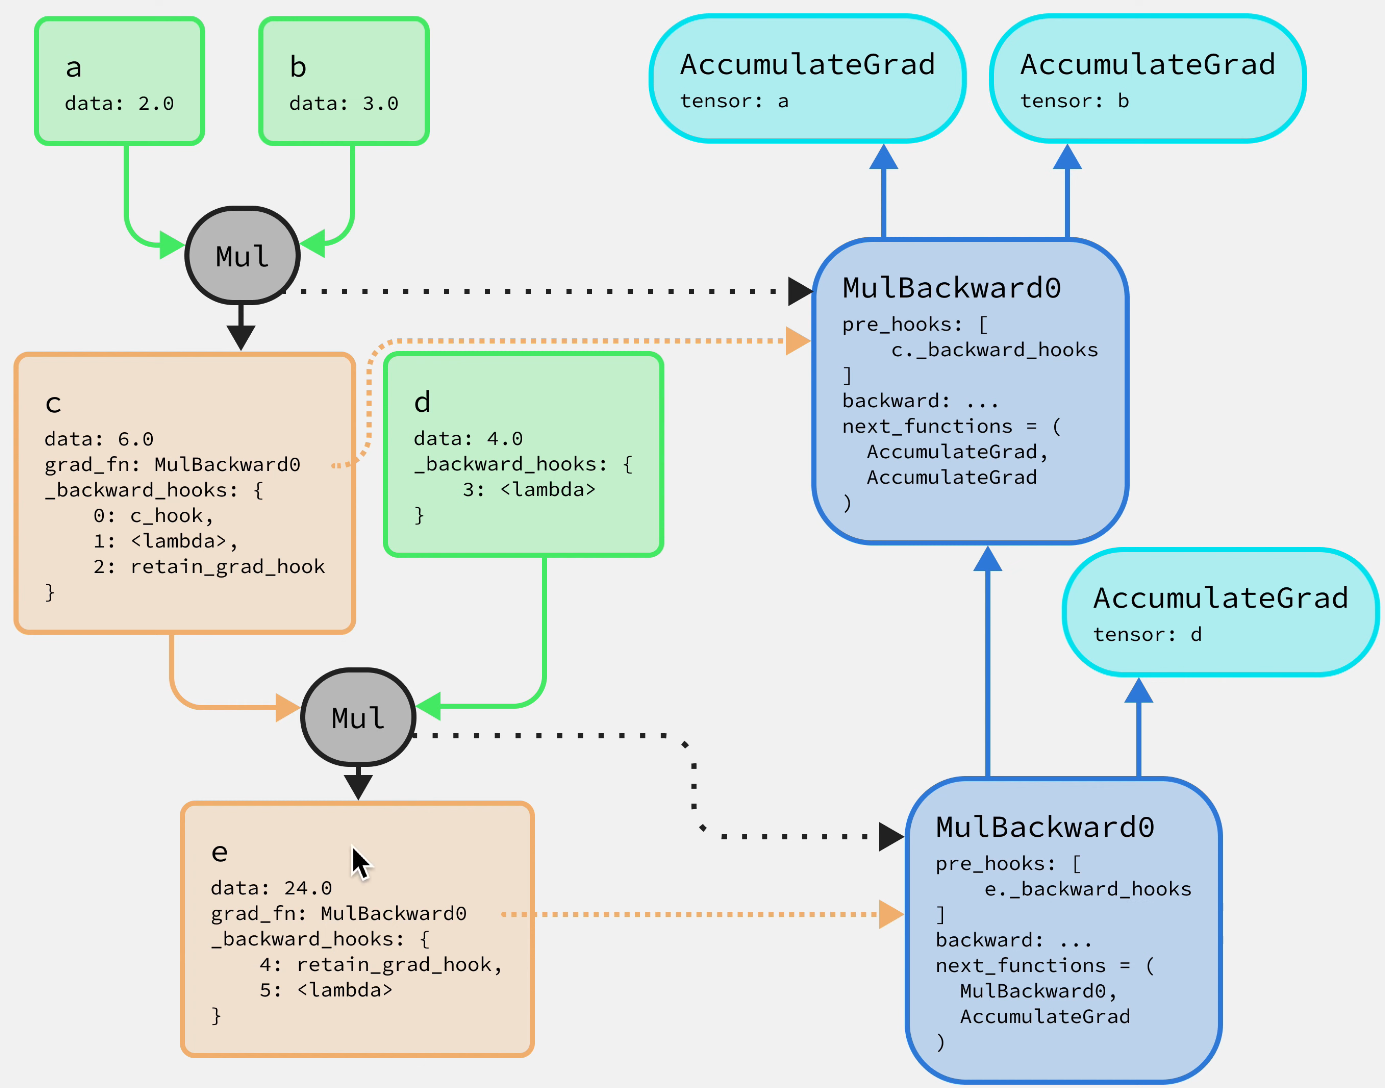 a
data: 2.0
b
data: 3.0
AccumulateGrad
tensor: a
AccumulateGrad
tensor: b
Mul
MulBackward0
pre_hooks: [
    c._backward_hooks
]
backward: ...
next_functions = (
  AccumulateGrad,
  AccumulateGrad
)
c
data: 6.0
grad_fn: MulBackward0
_backward_hooks: {
    0: c_hook,
    1: <lambda>,
    2: retain_grad_hook
}
d
data: 4.0
_backward_hooks: {
    3: <lambda>
}
AccumulateGrad
tensor: d
Mul
e
data: 24.0
grad_fn: MulBackward0
_backward_hooks: {
    4: retain_grad_hook,
    5: <lambda>
}
MulBackward0
pre_hooks: [
    e._backward_hooks
]
backward: ...
next_functions = (
  MulBackward0,
  AccumulateGrad
)